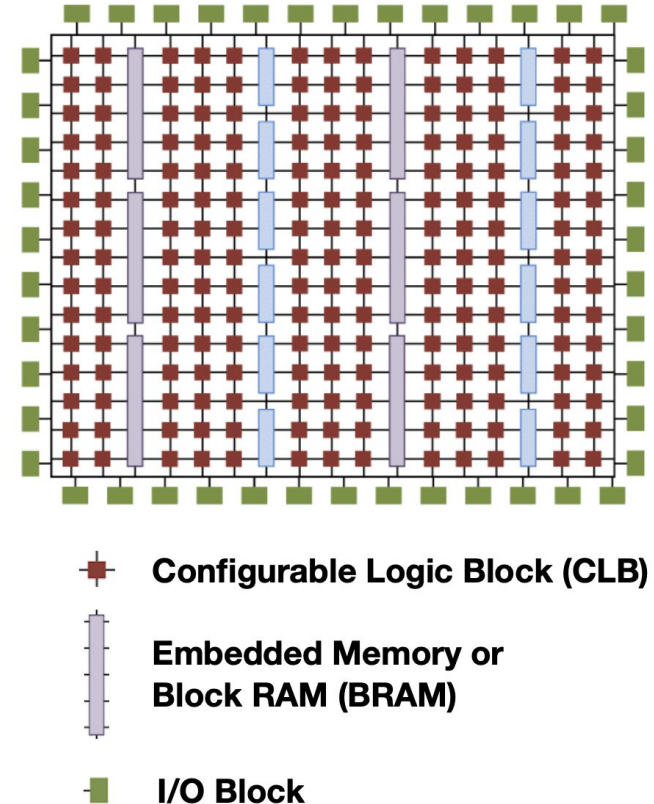 Configurable Logic Block (CLB)
Embedded Memory or
Block RAM (BRAM)
I/O Block